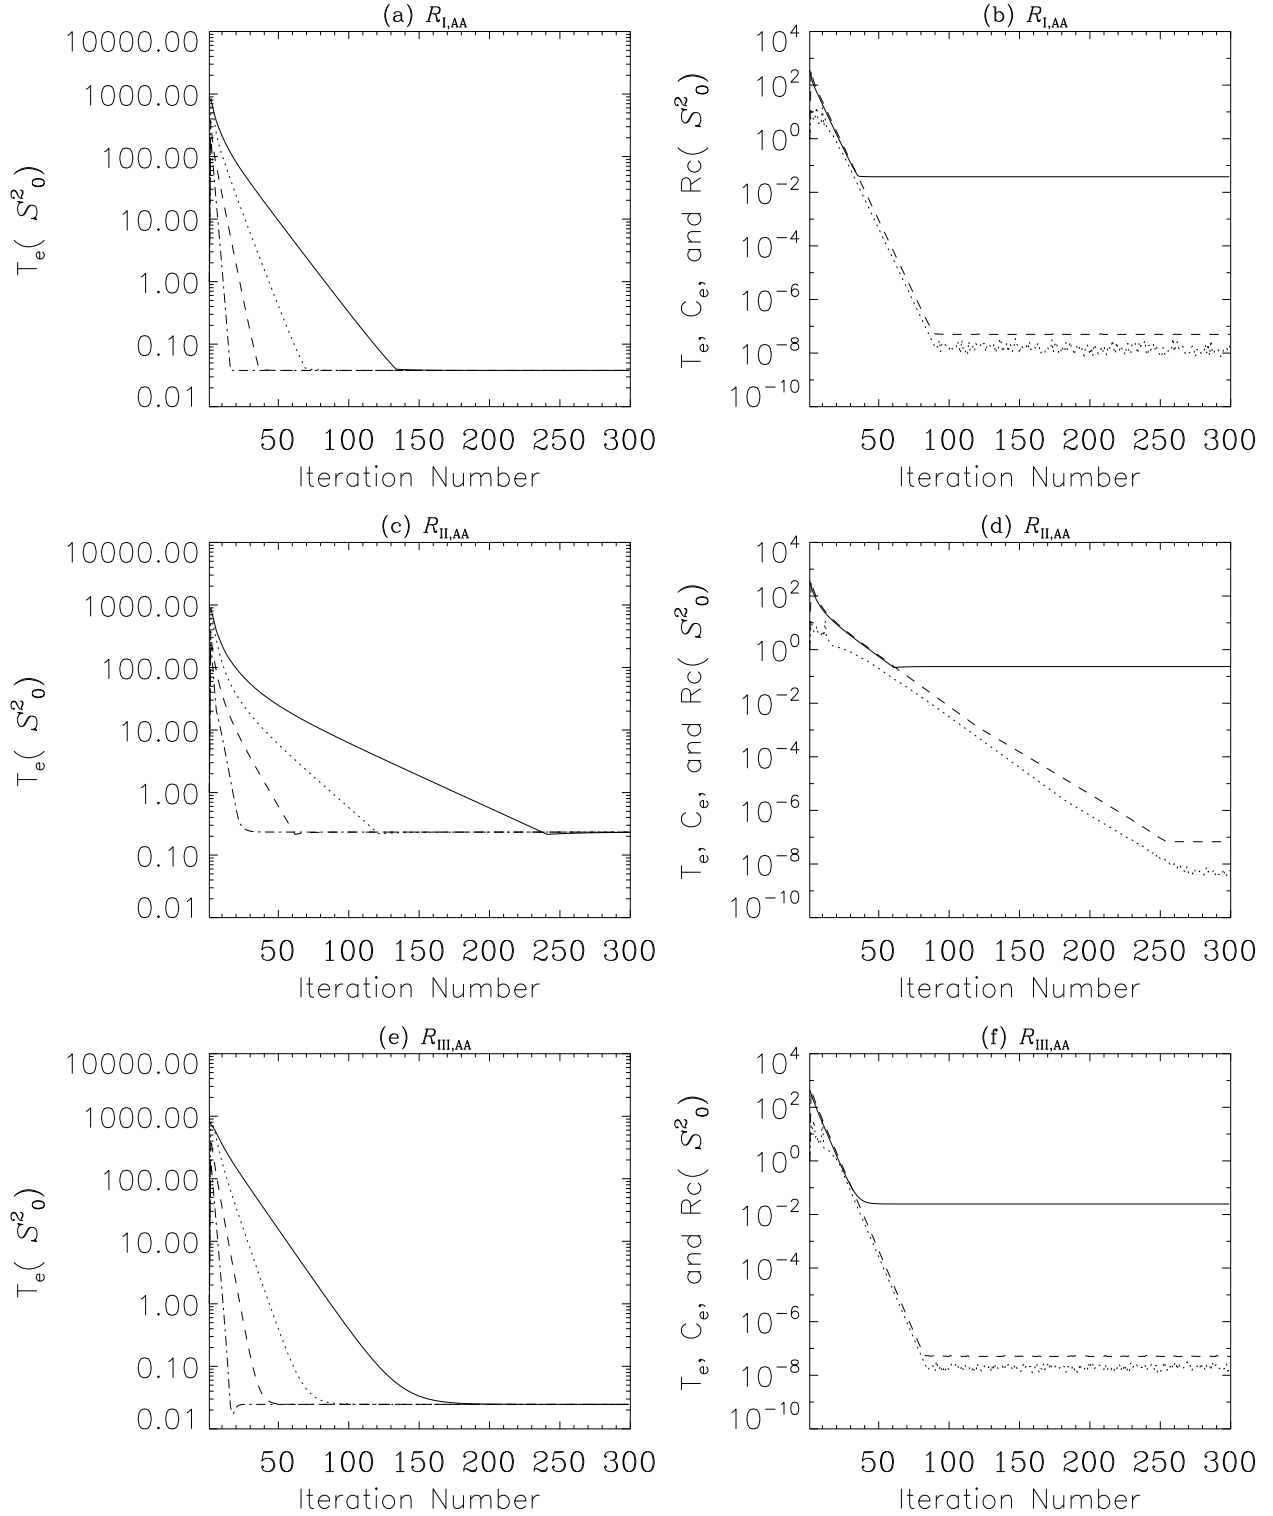 (a) R_I,AA
10000.00
1000.00
100.00
10.00
1.00
0.10
0.01
T_e( S^2_0)
50 100 150 200 250 300
Iteration Number
(b) R_I,AA
10^4
10^2
10^0
10^−2
10^−4
10^−6
10^−8
10^−10
T_e, C_e, and Rc( S^2_0)
50 100 150 200 250 300
Iteration Number
(c) R_II,AA
10000.00
1000.00
100.00
10.00
1.00
0.10
0.01
T_e( S^2_0)
50 100 150 200 250 300
Iteration Number
(d) R_II,AA
10^4
10^2
10^0
10^−2
10^−4
10^−6
10^−8
10^−10
T_e, C_e, and Rc( S^2_0)
50 100 150 200 250 300
Iteration Number
(e) R_III,AA
10000.00
1000.00
100.00
10.00
1.00
0.10
0.01
T_e( S^2_0)
50 100 150 200 250 300
Iteration Number
(f) R_III,AA
10^4
10^2
10^0
10^−2
10^−4
10^−6
10^−8
10^−10
T_e, C_e, and Rc( S^2_0)
50 100 150 200 250 300
Iteration Number